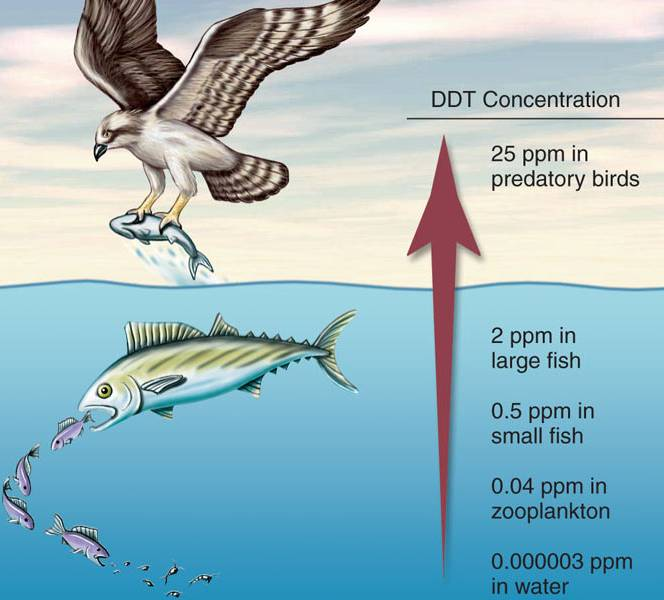 DDT Concentration
25 ppm in
predatory birds
2 ppm in
large fish
0.5 ppm in
small fish
0.04 ppm in
zooplankton
0.000003 ppm
in water